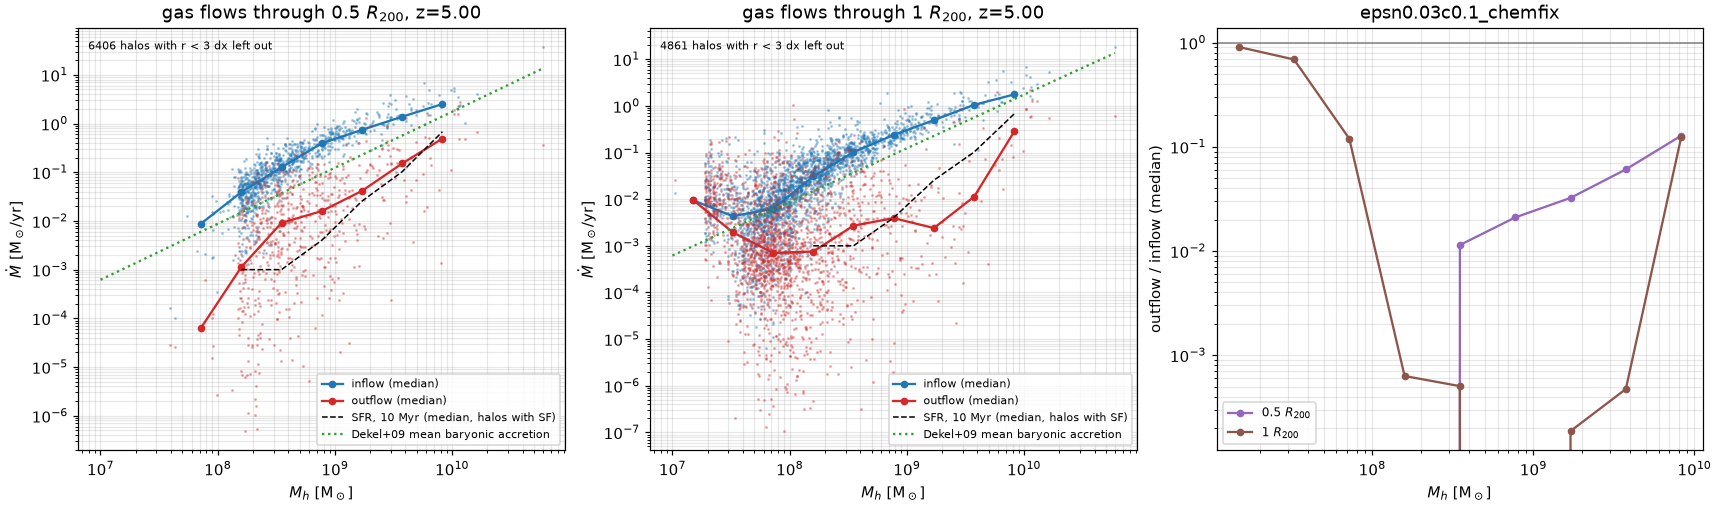 gas flows through 0.5 R₂₀₀, z=5.00
6406 halos with r < 3 dx left out
10¹
10⁰
10⁻¹
10⁻²
10⁻³
10⁻⁴
10⁻⁵
10⁻⁶
Ṁ [M⊙/yr]
inflow (median)
outflow (median)
SFR, 10 Myr (median, halos with SF)
Dekel+09 mean baryonic accretion
10⁷ 10⁸ 10⁹ 10¹⁰
Mₕ [M⊙]
gas flows through 1 R₂₀₀, z=5.00
4861 halos with r < 3 dx left out
10¹
10⁰
10⁻¹
10⁻²
10⁻³
10⁻⁴
10⁻⁵
10⁻⁶
10⁻⁷
Ṁ [M⊙/yr]
inflow (median)
outflow (median)
SFR, 10 Myr (median, halos with SF)
Dekel+09 mean baryonic accretion
10⁷ 10⁸ 10⁹ 10¹⁰
Mₕ [M⊙]
epsn0.03c0.1_chemfix
10⁰
10⁻¹
10⁻²
10⁻³
outflow / inflow (median)
0.5 R₂₀₀
1 R₂₀₀
10⁸ 10⁹ 10¹⁰
Mₕ [M⊙]